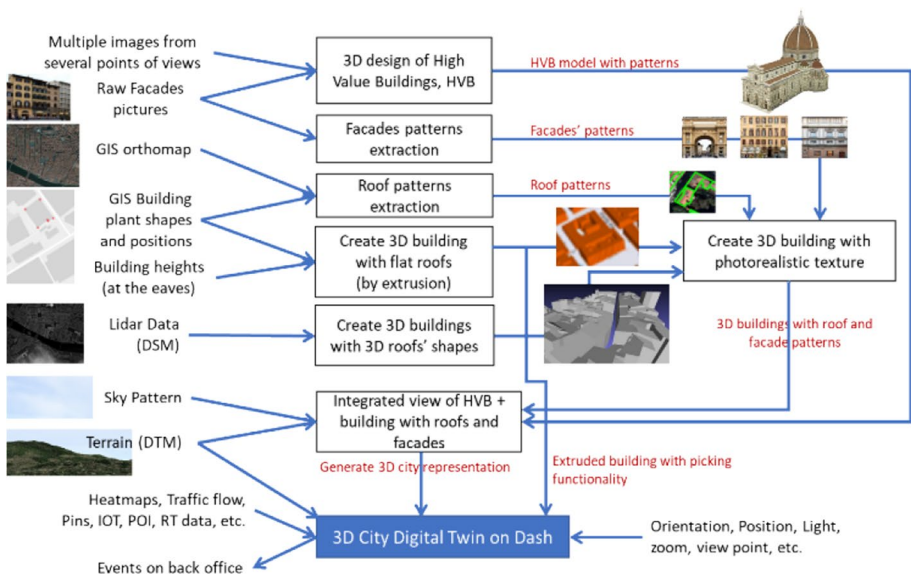 Multiple images from
several points of views
Raw Facades
pictures
GIS orthomap
GIS Building
plant shapes
and positions
Building heights
(at the eaves)
Lidar Data
(DSM)
Sky Pattern
Terrain (DTM)
Heatmaps, Traffic flow,
Pins, IOT, POI, RT data, etc.
Events on back office
3D design of High
Value Buildings, HVB
Facades patterns
extraction
Roof patterns
extraction
Create 3D building
with flat roofs
(by extrusion)
Create 3D buildings
with 3D roofs' shapes
Integrated view of HVB +
building with roofs and
facades
Generate 3D city representation
3D City Digital Twin on Dash
HVB model with patterns
Facades' patterns
Roof patterns
Create 3D building with
photorealistic texture
3D buildings with roof and
facade patterns
Extruded building with picking
functionality
Orientation, Position, Light,
zoom, view point, etc.